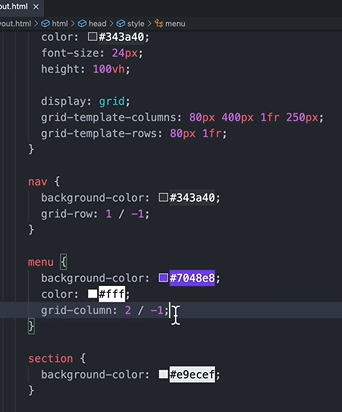 out.html ×
yout.html > html > head > style > menu
color: #343a40;
font-size: 24px;
height: 100vh;
display: grid;
grid-template-columns: 80px 400px 1fr 250px;
grid-template-rows: 80px 1fr;
}
nav {
background-color: #343a40;
grid-row: 1 / -1;
}
menu {
background-color: #7048e8;
color: #fff;
grid-column: 2 / -1;
}
section {
background-color: #e9ecef;
}